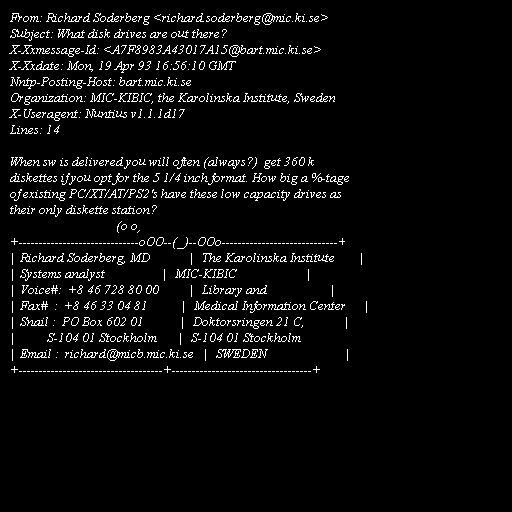 From: Richard Soderberg <richard.soderberg@mic.ki.se>
Subject: What disk drives are out there?
X-Xxmessage-Id: <A7F8983A43017A15@bart.mic.ki.se>
X-Xxdate: Mon, 19 Apr 93 16:56:10 GMT
Nntp-Posting-Host: bart.mic.ki.se
Organization: MIC-KIBIC, the Karolinska Institute, Sweden
X-Useragent: Nuntius v1.1.1d17
Lines: 14

When sw is delivered you will often (always?)  get 360 k
diskettes if you opt for the 5 1/4 inch format. How big a %-tage
of existing PC/XT/AT/PS2's have these low capacity drives as
their only diskette station?
(o o,
+------------------------------oOO--(_)--OOo-----------------------------+
| Richard Soderberg, MD | The Karolinska Institute |
| Systems analyst | MIC-KIBIC |
| Voice#: +8 46 728 80 00 | Library and |
| Fax# : +8 46 33 04 81 | Medical Information Center |
| Snail : PO Box 602 01 | Doktorsringen 21 C, |
| S-104 01 Stockholm | S-104 01 Stockholm
| Email : richard@micb.mic.ki.se | SWEDEN |
+------------------------------------+-----------------------------------+